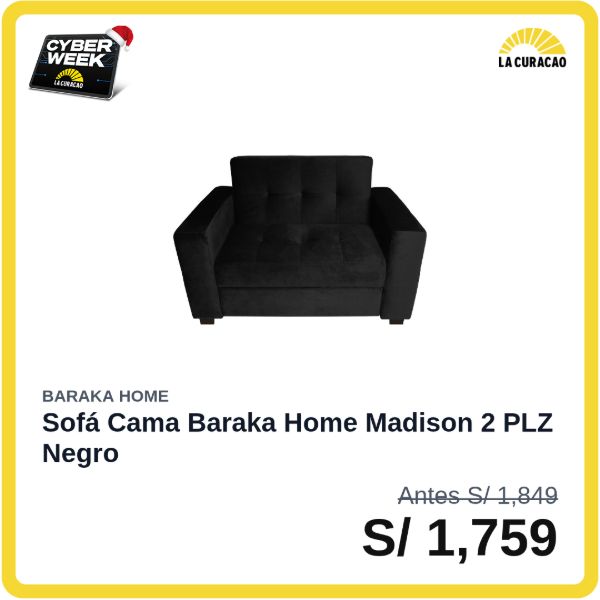 CYBER
WEEK
LA CURACAO
LA CURACAO
BARAKA HOME
Sofá Cama Baraka Home Madison 2 PLZ
Negro
Antes S/ 1,849
S/ 1,759